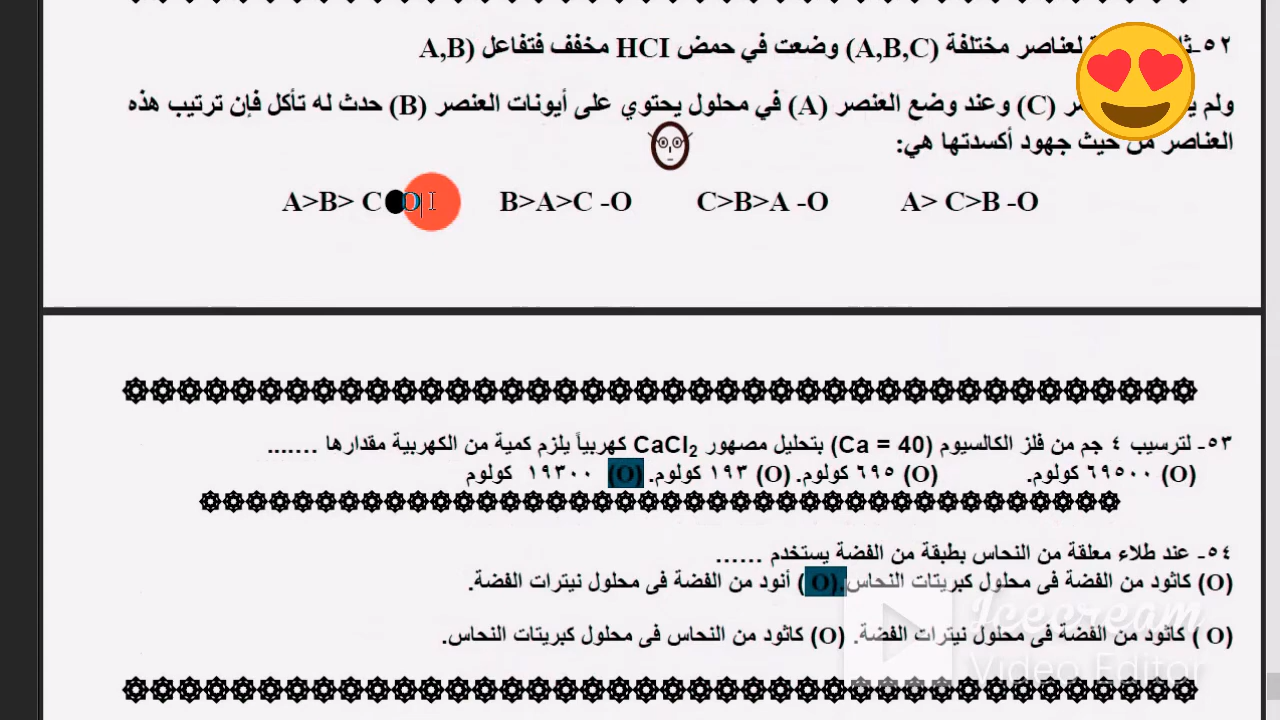 ٥٢- لعناصر مختلفة (A,B,C) وضعت في حمض HCl مخفف فتفاعل (A,B
ولم (C) وعند وضع العنصر (A) في محلول يحتوي على أيونات العنصر (B) حدث له تأكل فإن ترتيب هذه
العناصر من حيث جهود أكسدتها هي:
A> C>B -O C>B>A -O B>A>C -O A>B> C O
٥٣- لترسيب ٤ جم من فلز الكالسيوم (Ca = 40) بتحليل مصهور CaCl₂ كهربياً يلزم كمية من الكهربية مقدارها .......
(O) ٦٩٥٠٠ كولوم. (O) ٦٩٥ كولوم. (O) ١٩٣ كولوم. (O) ١٩٣٠٠ كولوم
٥٤- عند طلاء معلقة من النحاس بطبقة من الفضة يستخدم ......
(O) كاثود من الفضة فى محلول كبريتات النحاس. (O) أنود من الفضة فى محلول نيترات الفضة.
(O) كاثود من الفضة فى محلول نيترات الفضة. (O) كاثود من النحاس فى محلول كبريتات النحاس.
Icecream
Video Editor